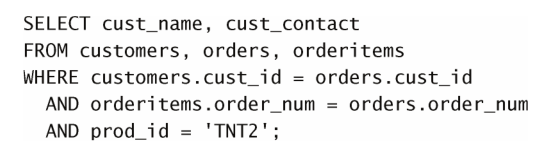 SELECT cust_name, cust_contact
FROM customers, orders, orderitems
WHERE customers.cust_id = orders.cust_id
  AND orderitems.order_num = orders.order_num
  AND prod_id = 'TNT2';